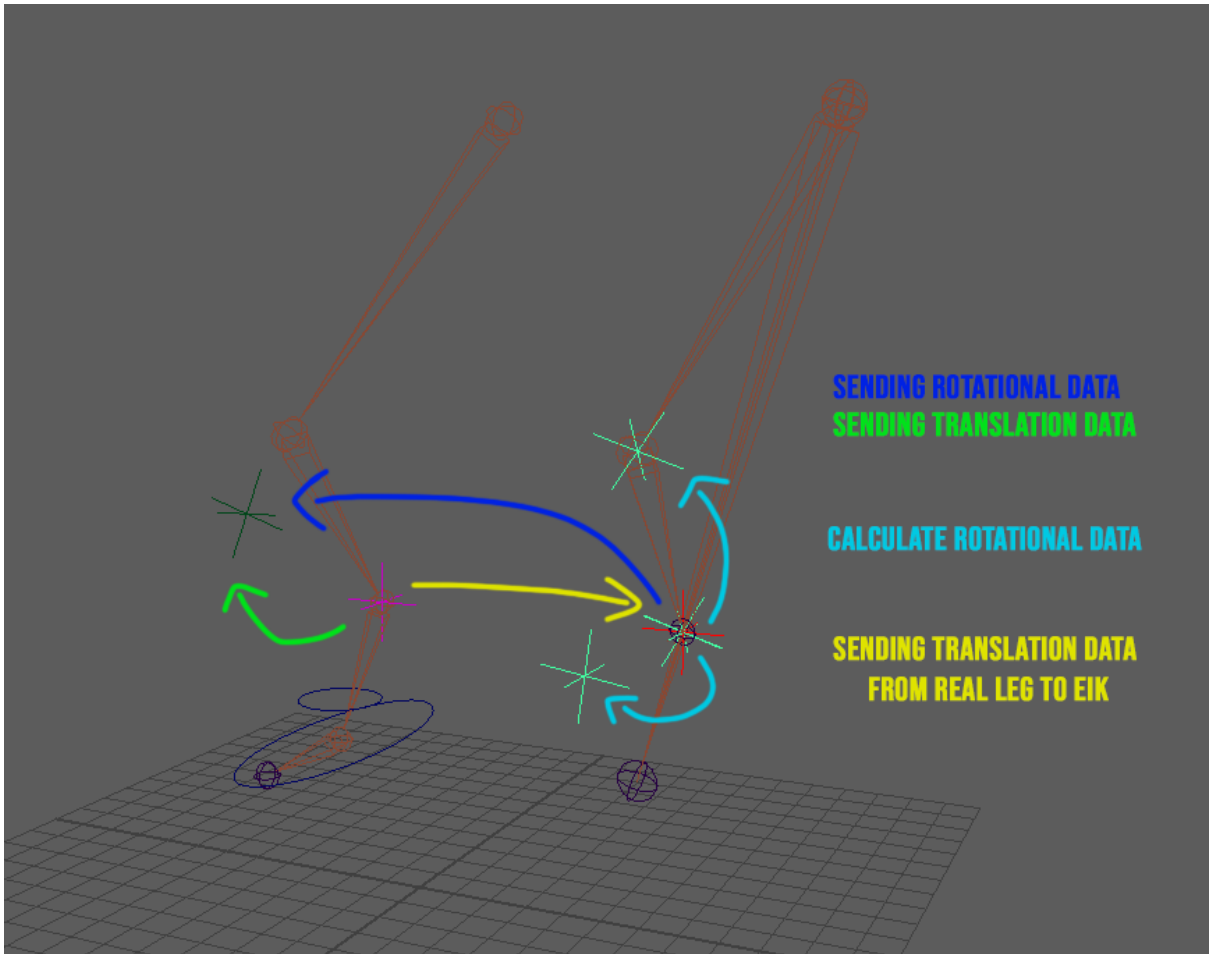 SENDING ROTATIONAL DATA
SENDING TRANSLATION DATA
CALCULATE ROTATIONAL DATA
SENDING TRANSLATION DATA
FROM REAL LEG TO EIK